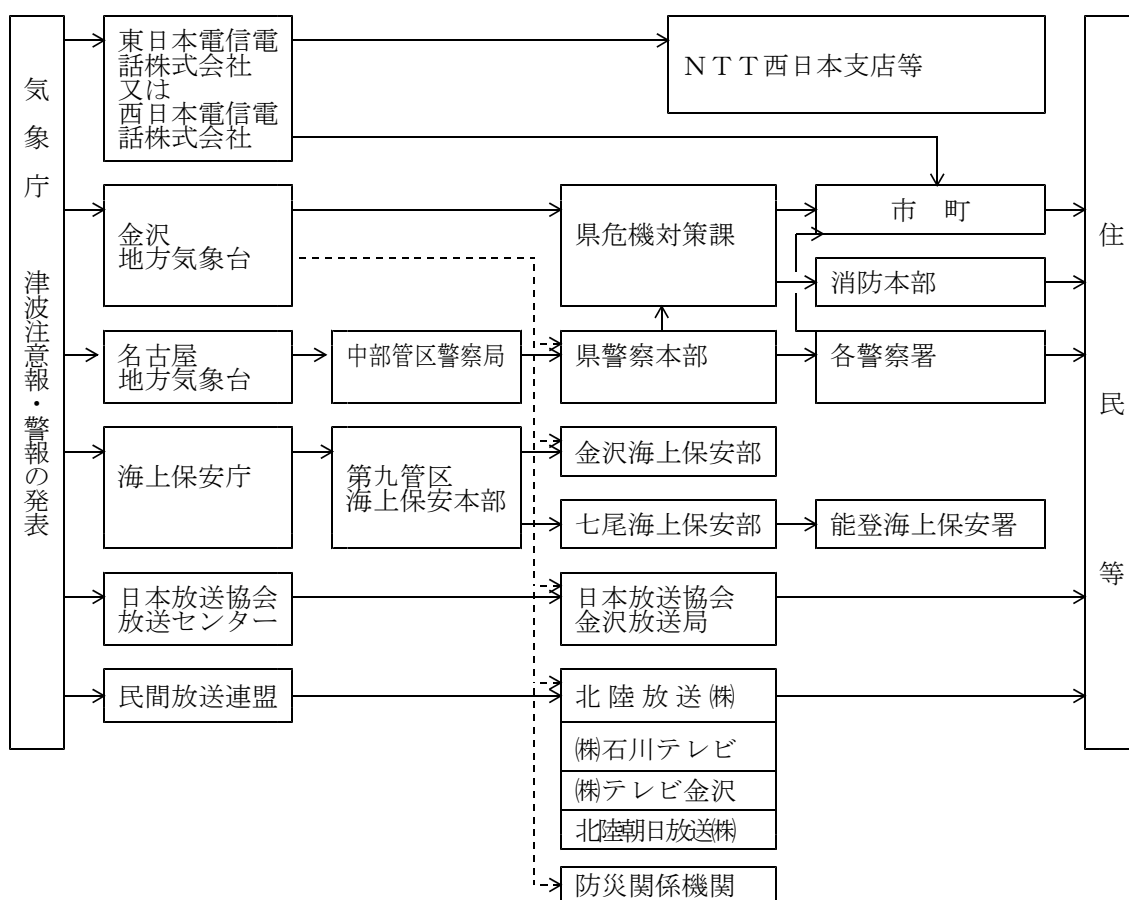 気象庁
津波注意報・警報の発表
東日本電信電
話株式会社
又は
西日本電信電
話株式会社
ＮＴＴ西日本支店等
金沢
地方気象台
県危機対策課
市　町
消防本部
名古屋
地方気象台
中部管区警察局
県警察本部
各警察署
海上保安庁
第九管区
海上保安本部
金沢海上保安部
七尾海上保安部
能登海上保安署
日本放送協会
放送センター
日本放送協会
金沢放送局
民間放送連盟
北陸放送㈱
㈱石川テレビ
㈱テレビ金沢
北陸朝日放送㈱
防災関係機関
住民等